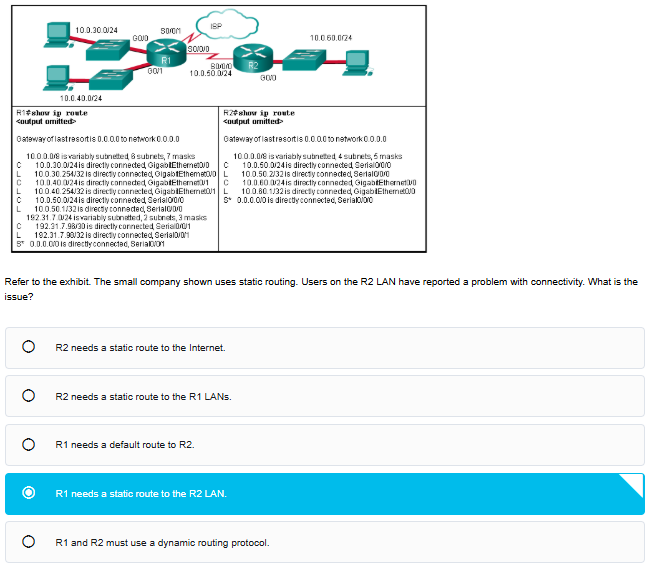 ISP
10.0.30.0/24
G0/0
S0/0/1
S0/0/0
10.0.60.0/24
R1
R2
G0/1
S0/0/0
10.0.50.0/24
G0/0
10.0.40.0/24
R1#show ip route
<output omitted>
Gateway of last resort is 0.0.0.0 to network 0.0.0.0
10.0.0.0/8 is variably subnetted, 6 subnets, 7 masks
C 10.0.30.0/24 is directly connected, GigabitEthernet0/0
L 10.0.30.254/32 is directly connected, GigabitEthernet0/0
C 10.0.40.0/24 is directly connected, GigabitEthernet0/1
L 10.0.40.254/32 is directly connected, GigabitEthernet0/1
C 10.0.50.0/24 is directly connected, Serial0/0/0
L 10.0.50.1/32 is directly connected, Serial0/0/0
192.31.7.0/24 is variably subnetted, 2 subnets, 3 masks
C 192.31.7.96/30 is directly connected, Serial0/0/1
L 192.31.7.98/32 is directly connected, Serial0/0/1
S* 0.0.0.0/0 is directly connected, Serial0/0/1
R2#show ip route
<output omitted>
Gateway of last resort is 0.0.0.0 to network 0.0.0.0
10.0.0.0/8 is variably subnetted, 4 subnets, 5 masks
C 10.0.50.0/24 is directly connected, Serial0/0/0
L 10.0.50.2/32 is directly connected, Serial0/0/0
C 10.0.60.0/24 is directly connected, GigabitEthernet0/0
L 10.0.60.1/32 is directly connected, GigabitEthernet0/0
S* 0.0.0.0/0 is directly connected, Serial0/0/0
Refer to the exhibit. The small company shown uses static routing. Users on the R2 LAN have reported a problem with connectivity. What is the
issue?
R2 needs a static route to the Internet.
R2 needs a static route to the R1 LANs.
R1 needs a default route to R2.
R1 needs a static route to the R2 LAN.
R1 and R2 must use a dynamic routing protocol.